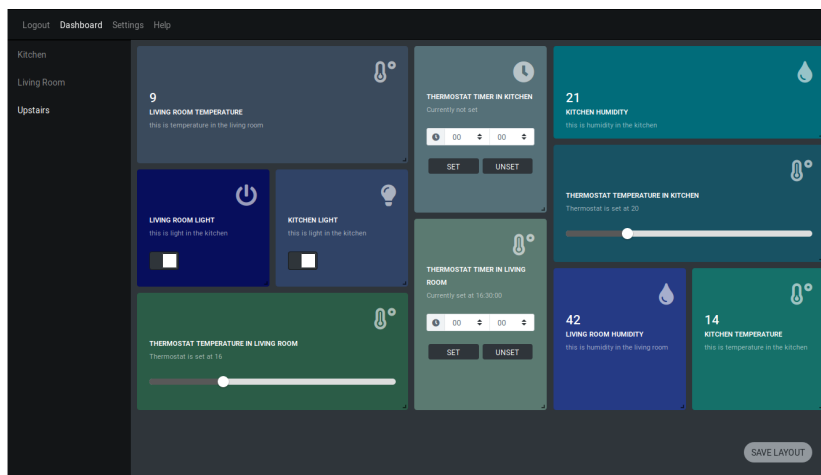 Logout Dashboard Settings Help
Kitchen
Living Room
Upstairs
9
LIVING ROOM TEMPERATURE
this is temperature in the living room
THERMOSTAT TIMER IN KITCHEN
Currently not set
00 00
SET UNSET
21
KITCHEN HUMIDITY
this is humidity in the kitchen
THERMOSTAT TEMPERATURE IN KITCHEN
Thermostat is set at 20
LIVING ROOM LIGHT
this is light in the kitchen
KITCHEN LIGHT
this is light in the kitchen
THERMOSTAT TIMER IN LIVING
ROOM
Currently set at 16:30:00
00 00
SET UNSET
42
LIVING ROOM HUMIDITY
this is humidity in the living room
14
KITCHEN TEMPERATURE
this is temperature in the kitchen
THERMOSTAT TEMPERATURE IN LIVING ROOM
Thermostat is set at 16
SAVE LAYOUT